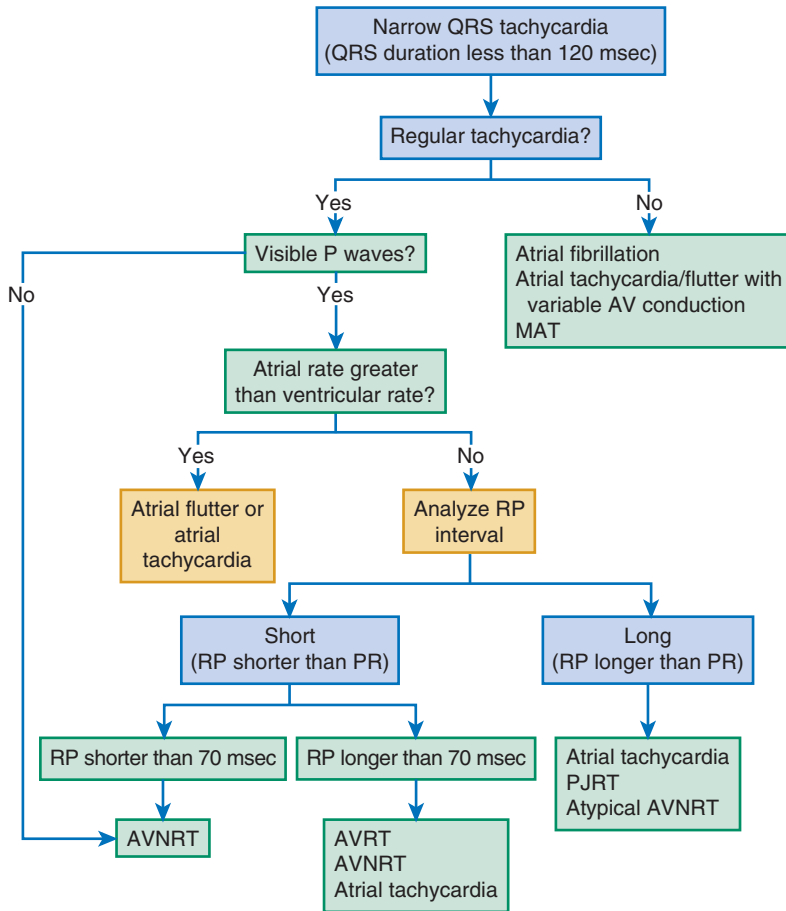 Narrow QRS tachycardia
(QRS duration less than 120 msec)
Regular tachycardia?
Yes
No
Visible P waves?
Atrial fibrillation
Atrial tachycardia/flutter with
variable AV conduction
MAT
No
Yes
Atrial rate greater
than ventricular rate?
Yes
No
Atrial flutter or
atrial
tachycardia
Analyze RP
interval
Short
(RP shorter than PR)
Long
(RP longer than PR)
RP shorter than 70 msec
RP longer than 70 msec
Atrial tachycardia
PJRT
Atypical AVNRT
AVNRT
AVRT
AVNRT
Atrial tachycardia